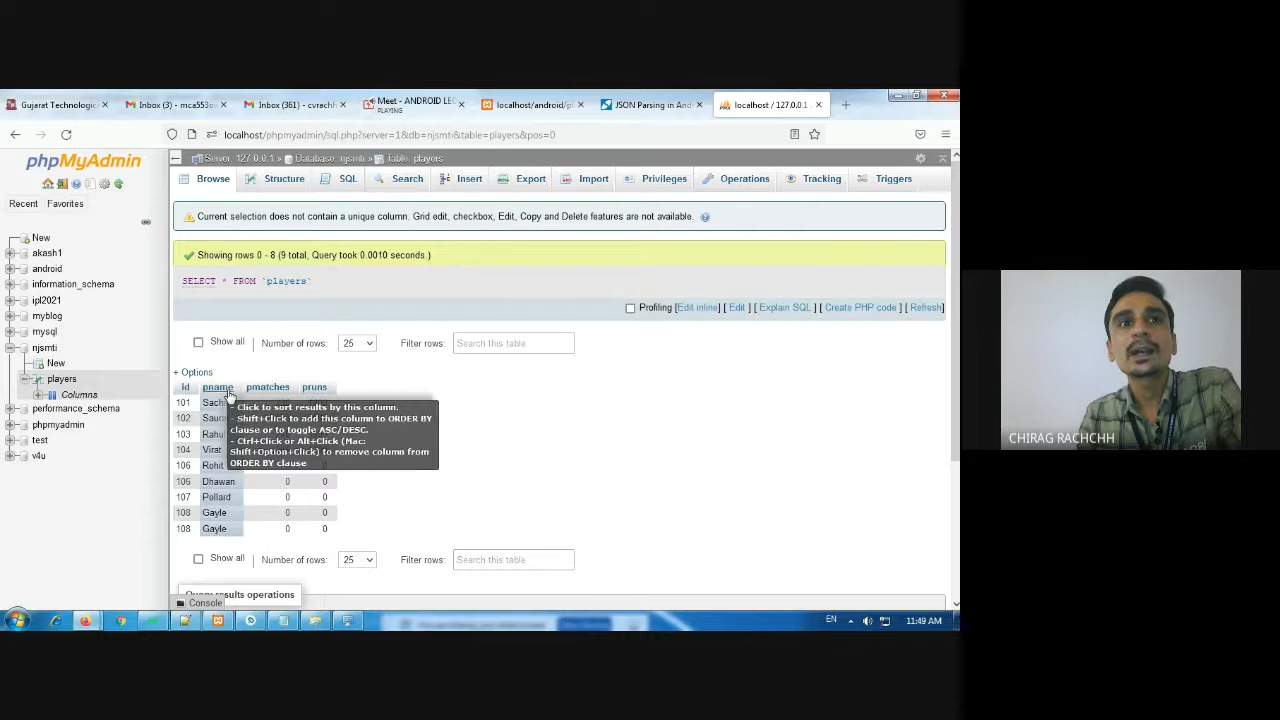 Gujarat Technologica
Inbox (3) - mca553ov
Inbox (361) - cvrachh
Meet - ANDROID LEC
PLAYING
localhost/android/pl
JSON Parsing in And
localhost / 127.0.0.1
localhost/phpmyadmin/sql.php?server=1&db=njsmti&table=players&pos=0
phpMyAdmin
Server: 127.0.0.1 » Database: njsmti » Table: players
Browse Structure SQL Search Insert Export Import Privileges Operations Tracking Triggers
Recent Favorites
Current selection does not contain a unique column. Grid edit, checkbox, Edit, Copy and Delete features are not available.
New
akash1
android
information_schema
ipl2021
myblog
mysql
njsmti
New
players
Columns
performance_schema
phpmyadmin
test
v4u
Showing rows 0 - 8 (9 total, Query took 0.0010 seconds.)
SELECT * FROM `players`
Profiling [Edit inline] [ Edit ] [ Explain SQL ] [ Create PHP code ] [ Refresh]
Show all Number of rows: 25 Filter rows: Search this table
+ Options
id pname pmatches pruns
101 Sach
102 Saura
103 Rahul
104 Virat
106 Rohit
- Click to sort results by this column.
- Shift+Click to add this column to ORDER BY
clause or to toggle ASC/DESC.
- Ctrl+Click or Alt+Click (Mac:
Shift+Option+Click) to remove column from
ORDER BY clause
106 Dhawan 0 0
107 Pollard 0 0
108 Gayle 0 0
108 Gayle 0 0
Show all Number of rows: 25 Filter rows: Search this table
Query results operations
Console
EN 11:49 AM
CHIRAG RACHCHH